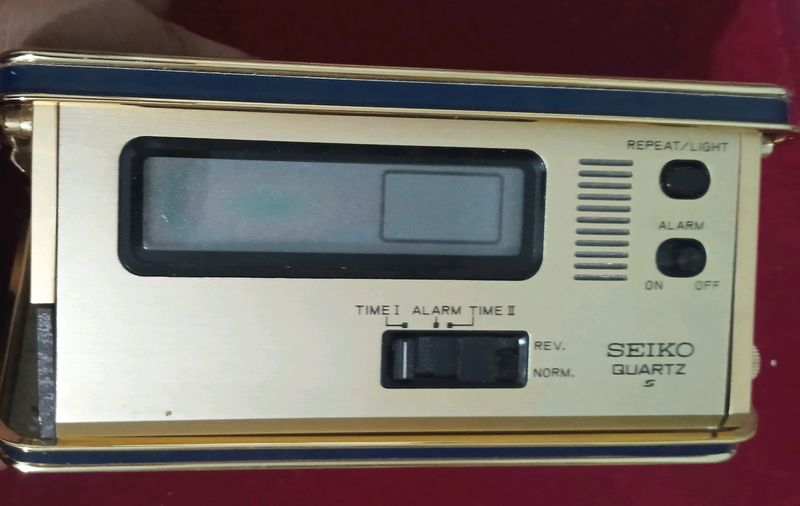 REPEAT/LIGHT
ALARM
ON OFF
TIME I ALARM TIME II
REV.
NORM.
SEIKO
QUARTZ
S